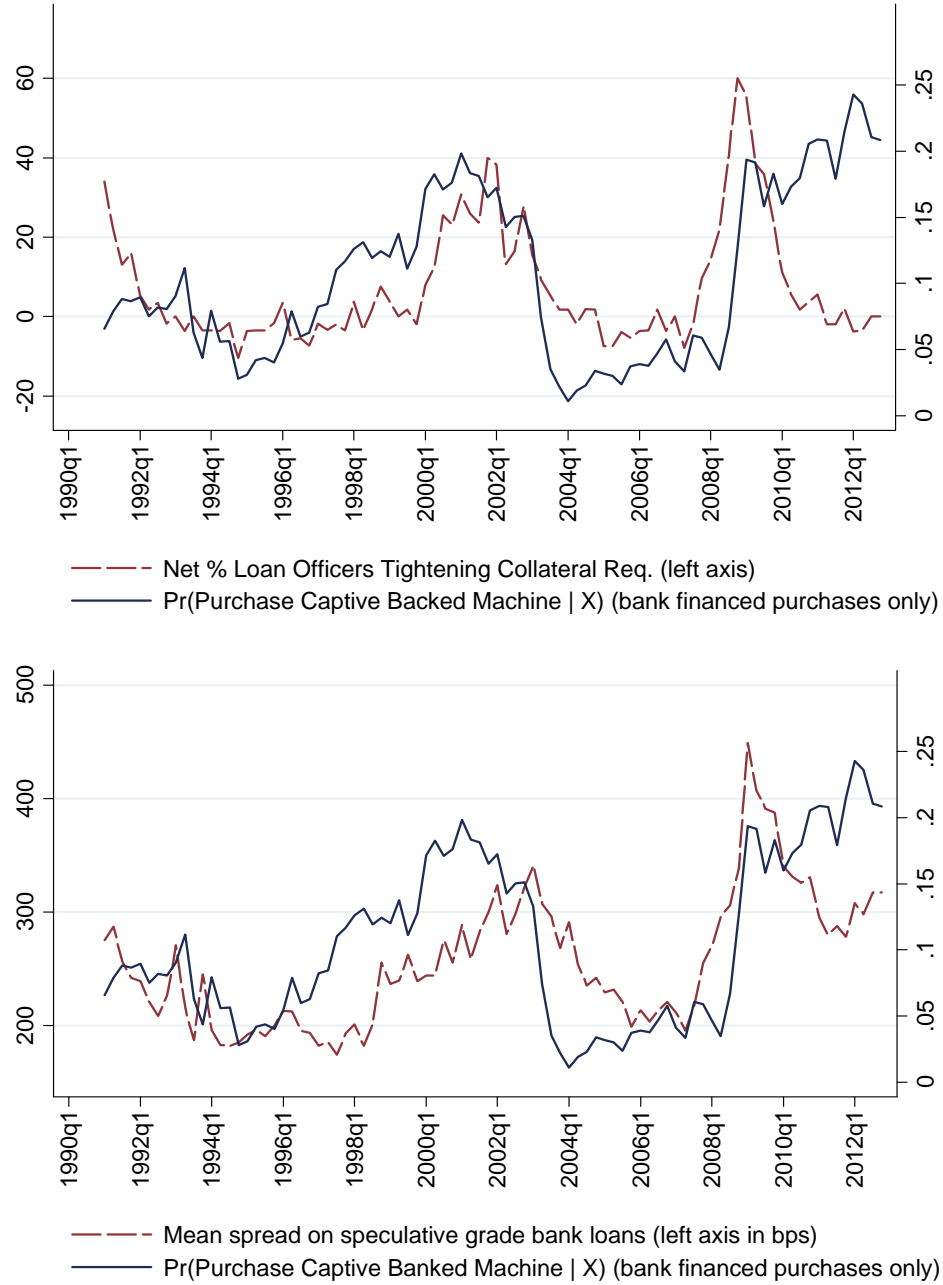 60
40
20
0
-20
.25
.2
.15
.1
.05
0
1990q1
1992q1
1994q1
1996q1
1998q1
2000q1
2002q1
2004q1
2006q1
2008q1
2010q1
2012q1
Net % Loan Officers Tightening Collateral Req. (left axis)
Pr(Purchase Captive Backed Machine | X) (bank financed purchases only)
500
400
300
200
.25
.2
.15
.1
.05
0
1990q1
1992q1
1994q1
1996q1
1998q1
2000q1
2002q1
2004q1
2006q1
2008q1
2010q1
2012q1
Mean spread on speculative grade bank loans (left axis in bps)
Pr(Purchase Captive Banked Machine | X) (bank financed purchases only)